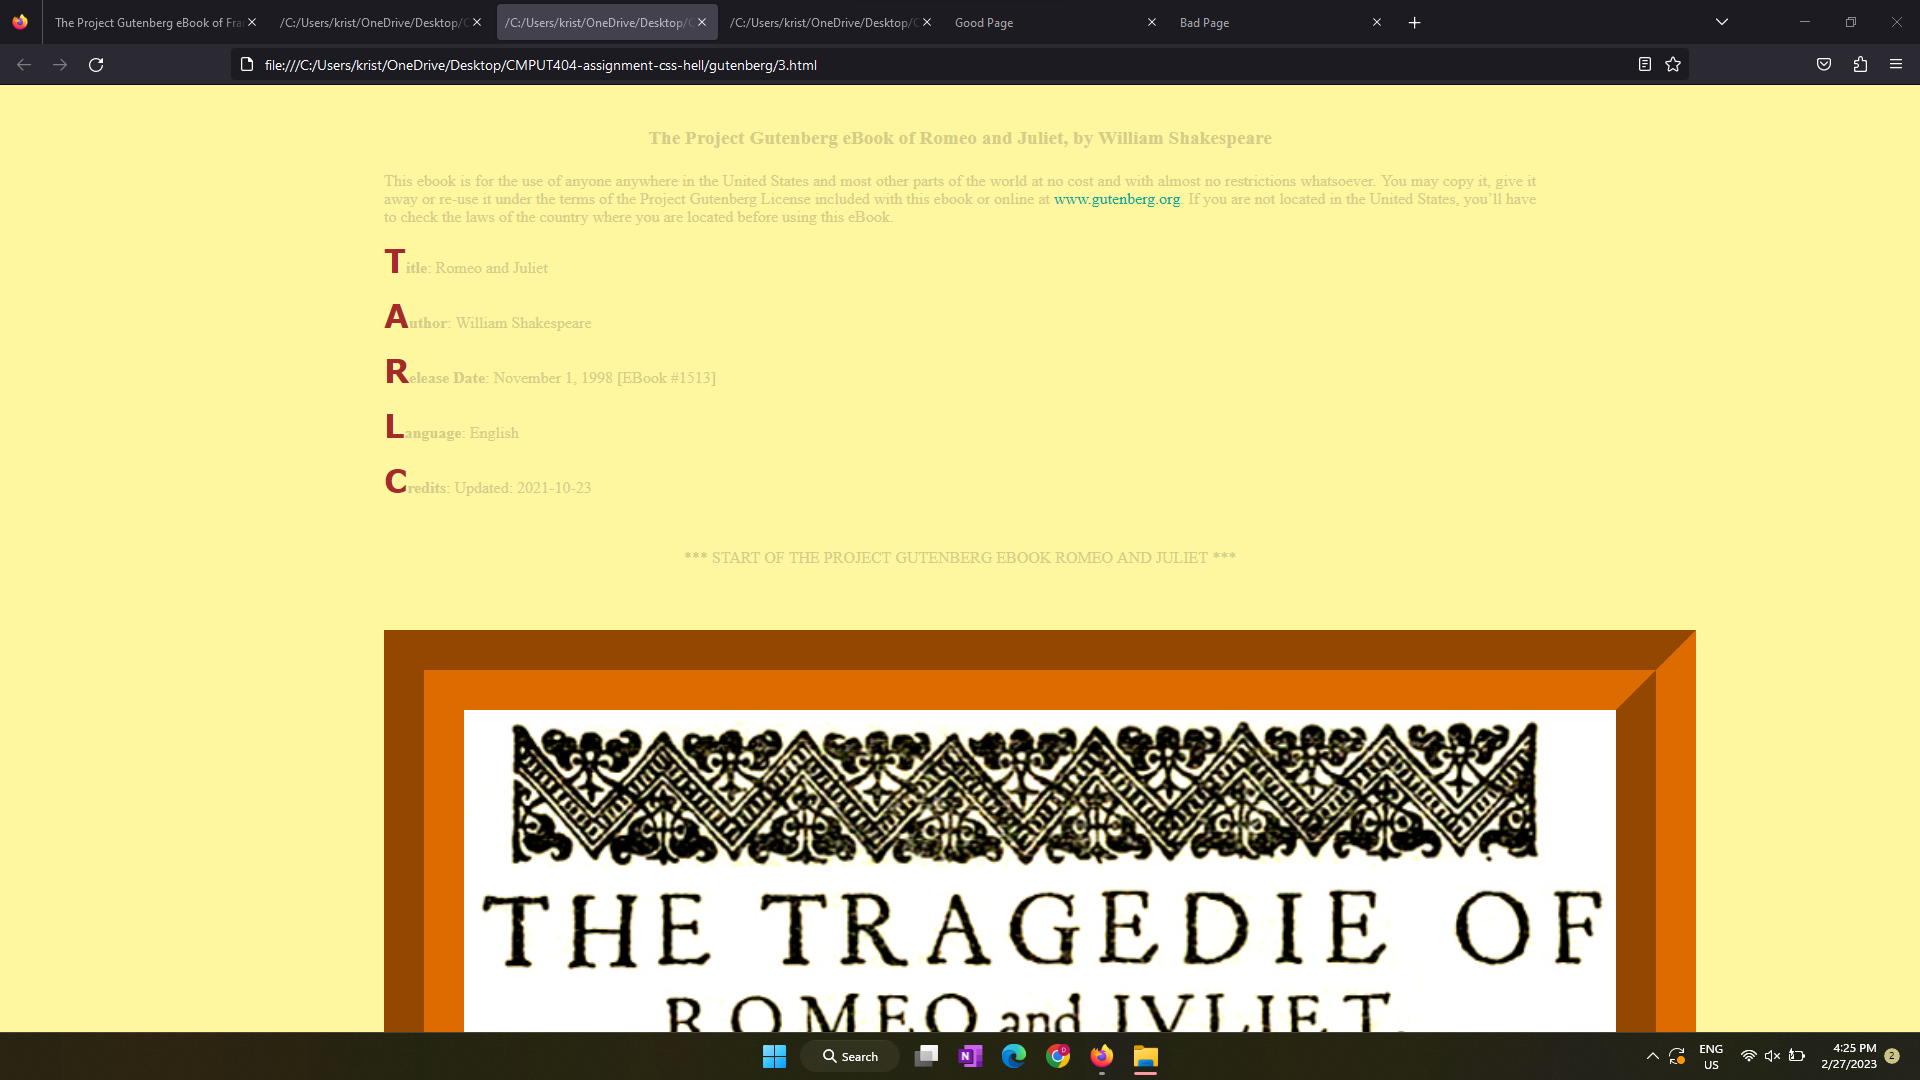 The Project Gutenberg eBook of Fra
/C:/Users/krist/OneDrive/Desktop/C
/C:/Users/krist/OneDrive/Desktop/C
/C:/Users/krist/OneDrive/Desktop/C
Good Page
Bad Page
file:///C:/Users/krist/OneDrive/Desktop/CMPUT404-assignment-css-hell/gutenberg/3.html
The Project Gutenberg eBook of Romeo and Juliet, by William Shakespeare
This ebook is for the use of anyone anywhere in the United States and most other parts of the world at no cost and with almost no restrictions whatsoever. You may copy it, give it
away or re-use it under the terms of the Project Gutenberg License included with this ebook or online at www.gutenberg.org. If you are not located in the United States, you’ll have
to check the laws of the country where you are located before using this eBook.
Title: Romeo and Juliet
Author: William Shakespeare
Release Date: November 1, 1998 [EBook #1513]
Language: English
Credits: Updated: 2021-10-23
*** START OF THE PROJECT GUTENBERG EBOOK ROMEO AND JULIET ***
THE TRAGEDIE OF
ROMEO and IVLIET.
Search
ENG
US
4:25 PM
2/27/2023
2